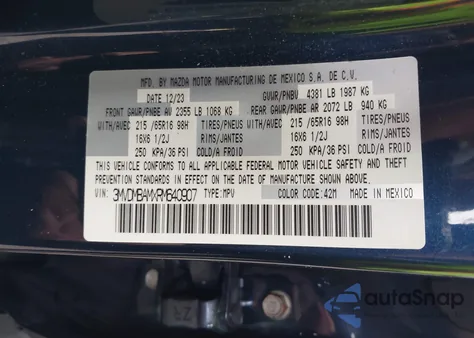 MFD. BY MAZDA MOTOR MANUFACTURING DE MEXICO S.A. DE C.V.
DATE 12/23 GVWR/PNBV 4381 LB 1987 KG
FRONT GAWR/PNBE AV 2355 LB 1068 KG REAR GAWR/PNBE AR 2072 LB 940 KG
WITH/AVEC 215 /65R16 98H TIRES/PNEUS WITH/AVEC 215 /65R16 98H TIRES/PNEUS
16X6 1/2J RIMS/JANTES 16X6 1/2J RIMS/JANTES
250 KPA/36 PSI COLD/A FROID 250 KPA/36 PSI COLD/A FROID
THIS VEHICLE CONFORMS TO ALL APPLICABLE FEDERAL MOTOR VEHICLE SAFETY AND THEFT
PREVENTION STANDARDS IN EFFECT ON THE DATE OF MANUFACTURE SHOWN ABOVE.
VIN: 3MVDMBAMXRM640907 TYPE: MPV COLOR CODE: 42M MADE IN MEXICO
autoSnap